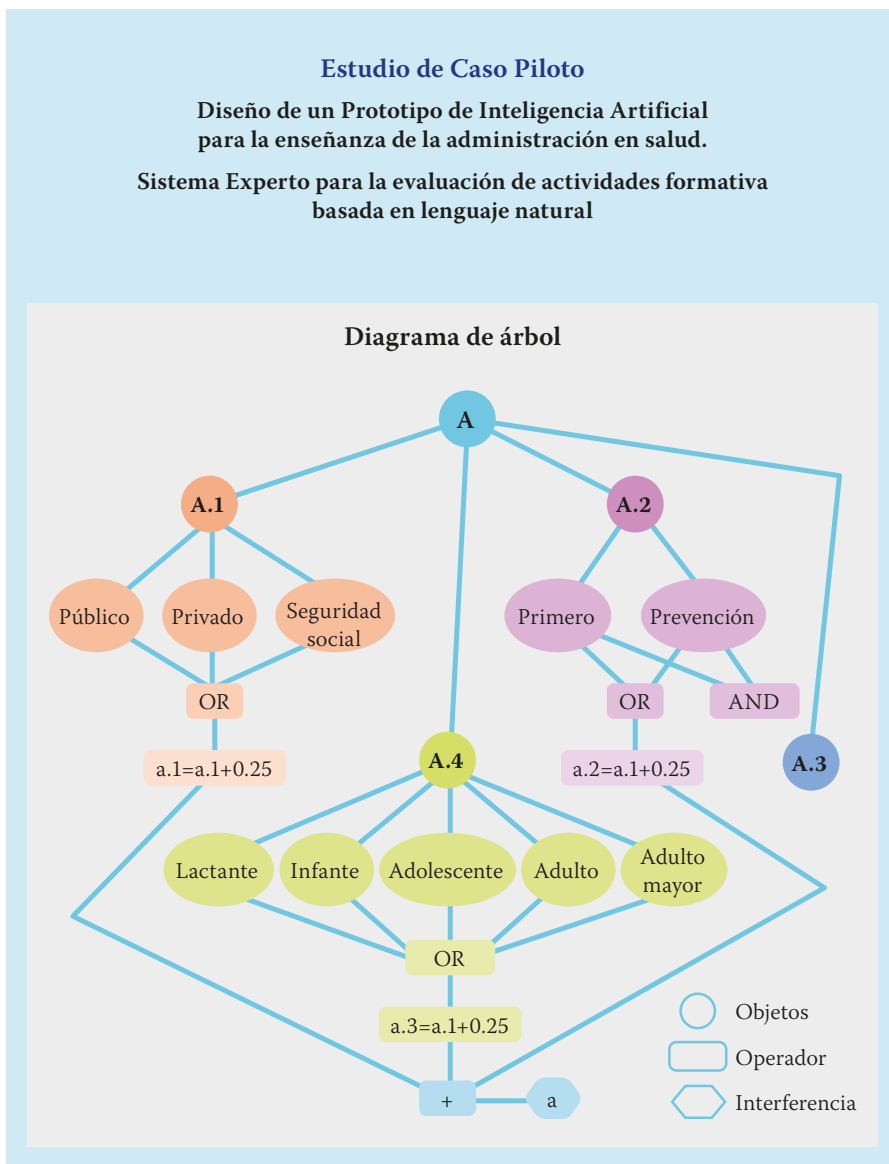 Estudio de Caso Piloto
Diseño de un Prototipo de Inteligencia Artificial
para la enseñanza de la administración en salud.
Sistema Experto para la evaluación de actividades formativa
basada en lenguaje natural
Diagrama de árbol
A
A.1
A.2
Público
Privado
Seguridad
social
Primero
Prevención
OR
OR
AND
a.1=a.1+0.25
A.4
a.2=a.1+0.25
A.3
Lactante
Infante
Adolescente
Adulto
Adulto
mayor
OR
a.3=a.1+0.25
+
a
Objetos
Operador
Interferencia